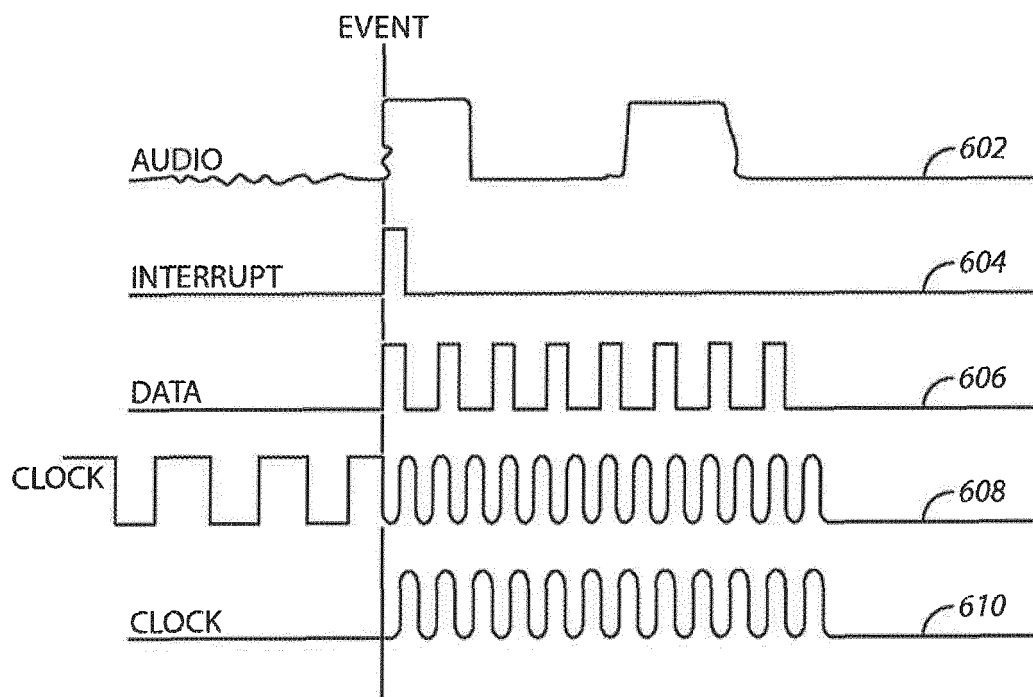 EVENT
AUDIO
602
INTERRUPT
604
DATA
606
CLOCK
608
CLOCK
610